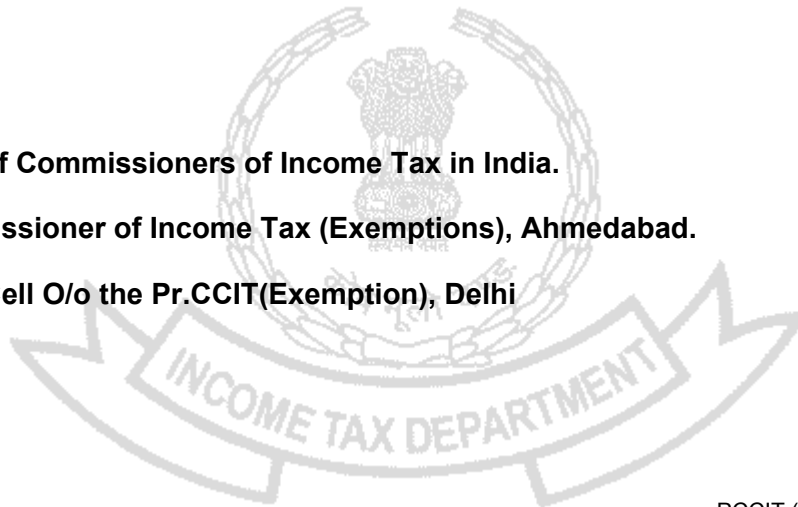 f Commissioners of Income Tax in India.
ssioner of Income Tax (Exemptions), Ahmedabad.
ell O/o the Pr.CCIT(Exemption), Delhi
INCOME TAX DEPARTMENT